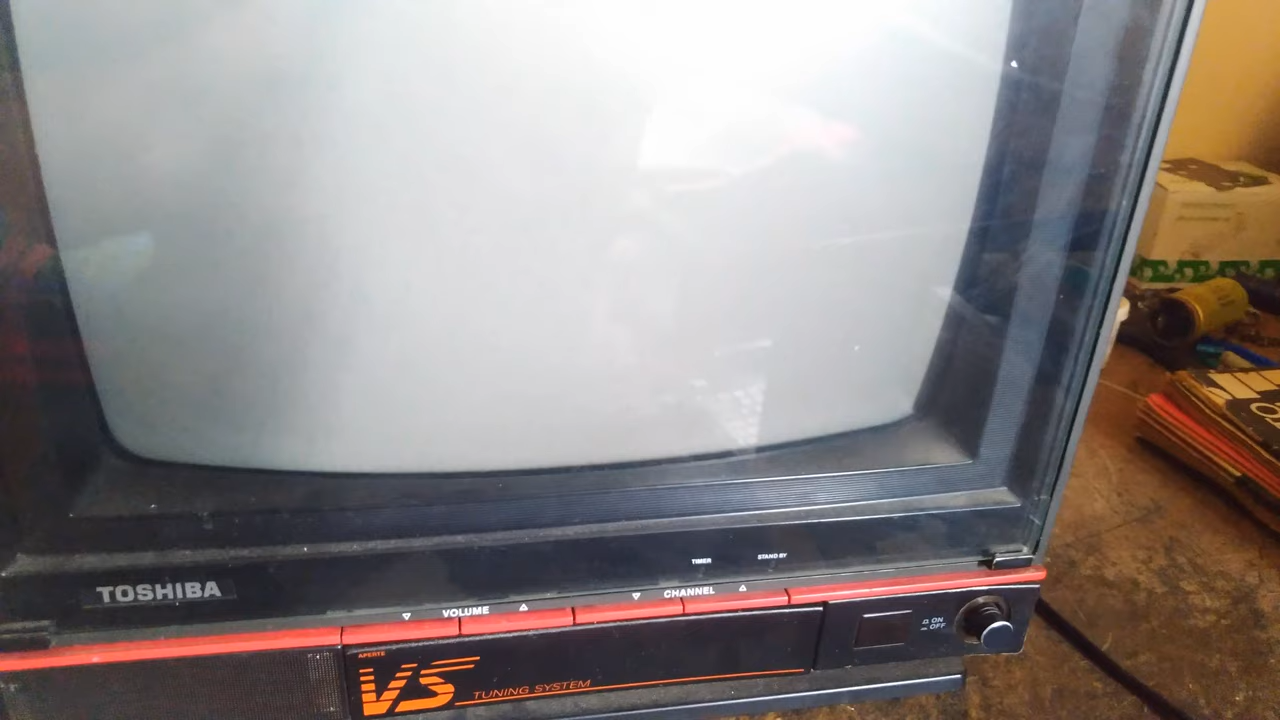 TIMER STAND BY
TOSHIBA
▽ VOLUME △ ▽ CHANNEL △
ON
OFF
APERTE
VS TUNING SYSTEM